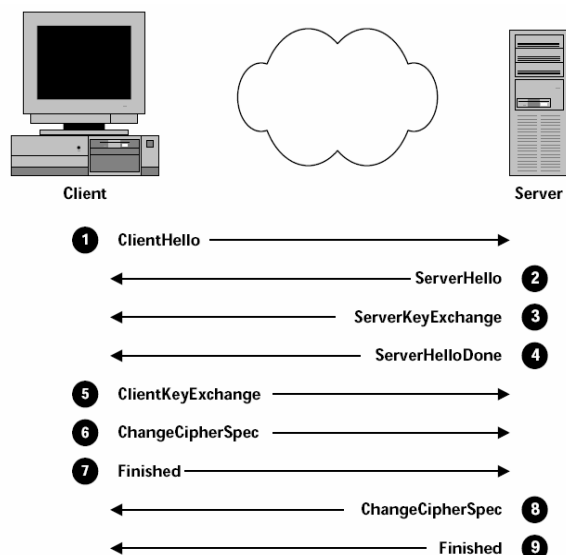 Client
Server
1 ClientHello
ServerHello 2
ServerKeyExchange 3
ServerHelloDone 4
5 ClientKeyExchange
6 ChangeCipherSpec
7 Finished
ChangeCipherSpec 8
Finished 9